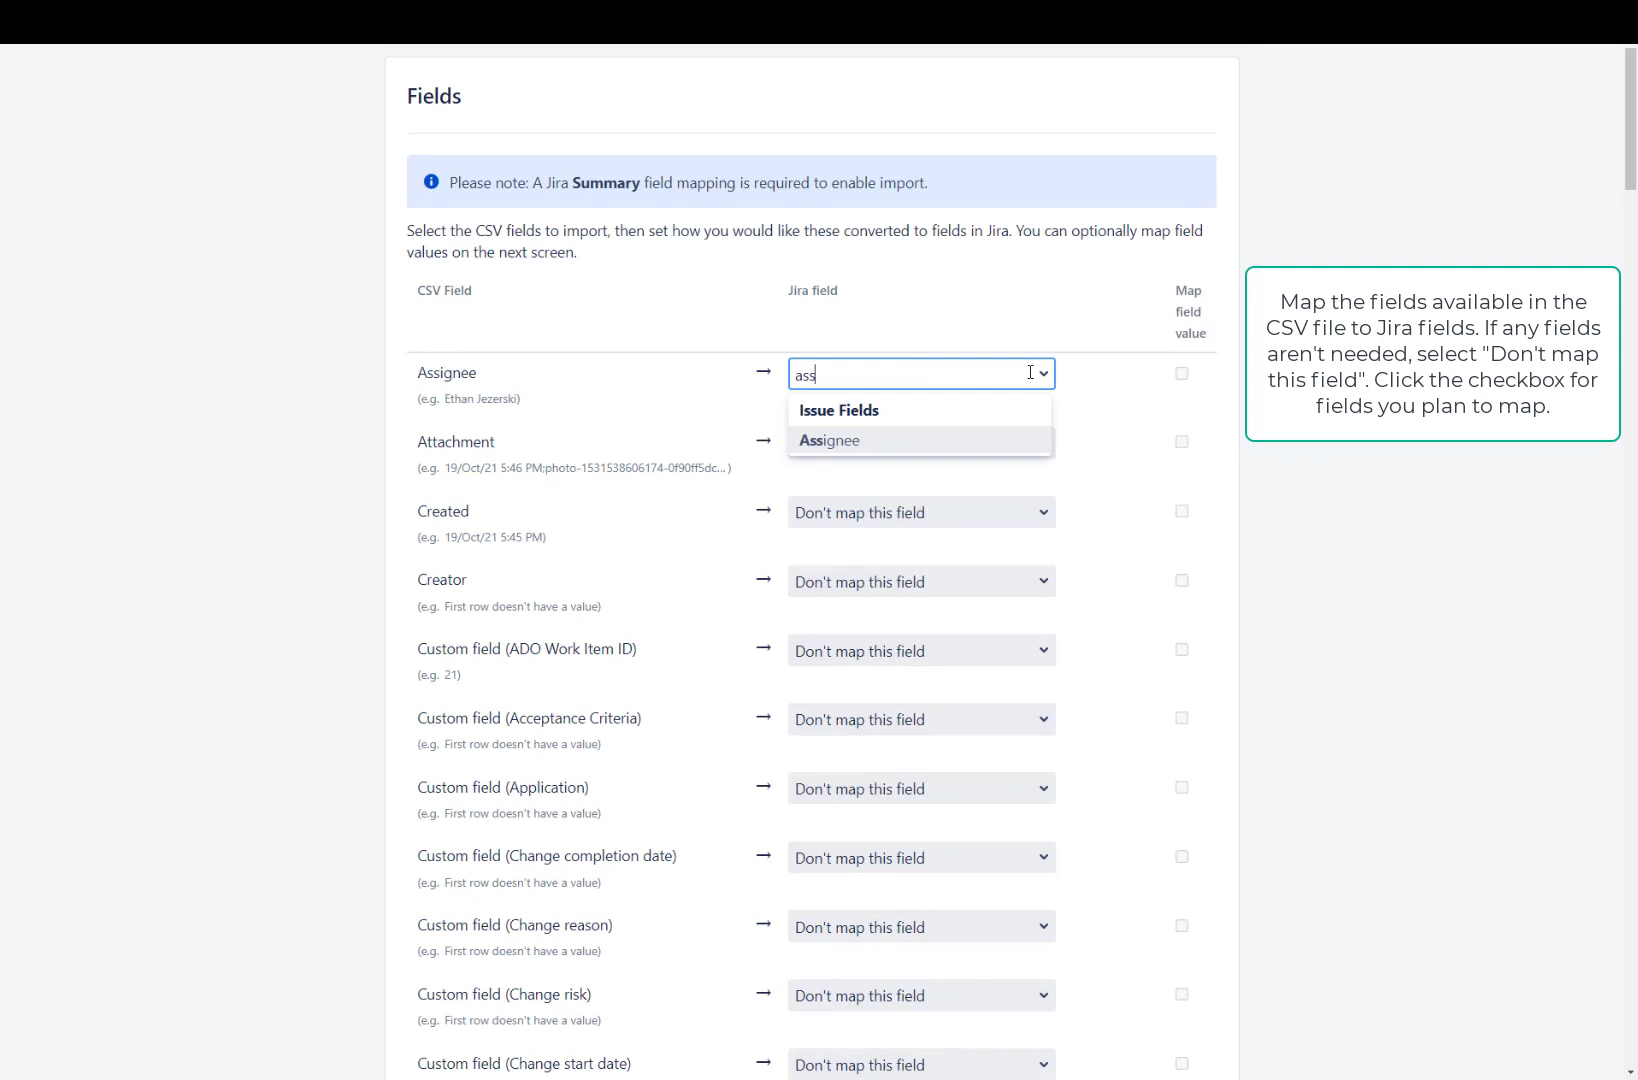 Fields
Please note: A Jira Summary field mapping is required to enable import.
Select the CSV fields to import, then set how you would like these converted to fields in Jira. You can optionally map field
values on the next screen.
CSV Field
Jira field
Map
field
value
Assignee
(e.g. Ethan Jezerski)
ass
Issue Fields
Assignee
Attachment
(e.g. 19/Oct/21 5:46 PM;photo-1531538606174-0f90ff5dc... )
Created
(e.g. 19/Oct/21 5:45 PM)
Don't map this field
Creator
(e.g. First row doesn't have a value)
Don't map this field
Custom field (ADO Work Item ID)
(e.g. 21)
Don't map this field
Custom field (Acceptance Criteria)
(e.g. First row doesn't have a value)
Don't map this field
Custom field (Application)
(e.g. First row doesn't have a value)
Don't map this field
Custom field (Change completion date)
(e.g. First row doesn't have a value)
Don't map this field
Custom field (Change reason)
(e.g. First row doesn't have a value)
Don't map this field
Custom field (Change risk)
(e.g. First row doesn't have a value)
Don't map this field
Custom field (Change start date)
Don't map this field
Map the fields available in the
CSV file to Jira fields. If any fields
aren't needed, select "Don't map
this field". Click the checkbox for
fields you plan to map.